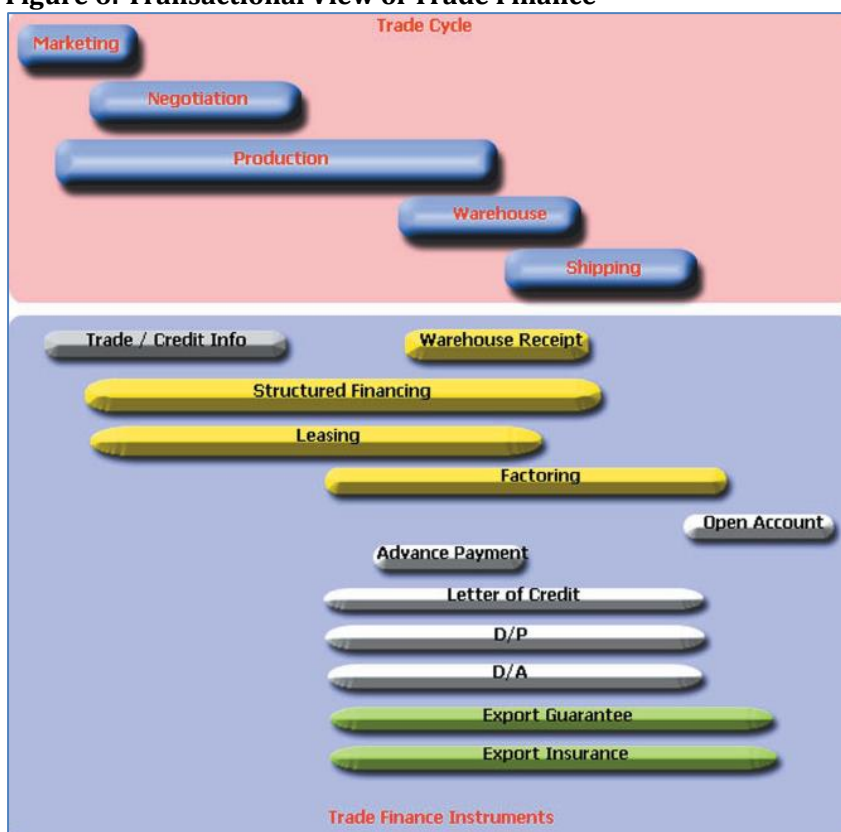 Figure 6: Transactional View of Trade Finance
Trade Cycle
Marketing
Negotiation
Production
Warehouse
Shipping
Trade / Credit Info
Warehouse Receipt
Structured Financing
Leasing
Factoring
Open Account
Advance Payment
Letter of Credit
D/P
D/A
Export Guarantee
Export Insurance
Trade Finance Instruments